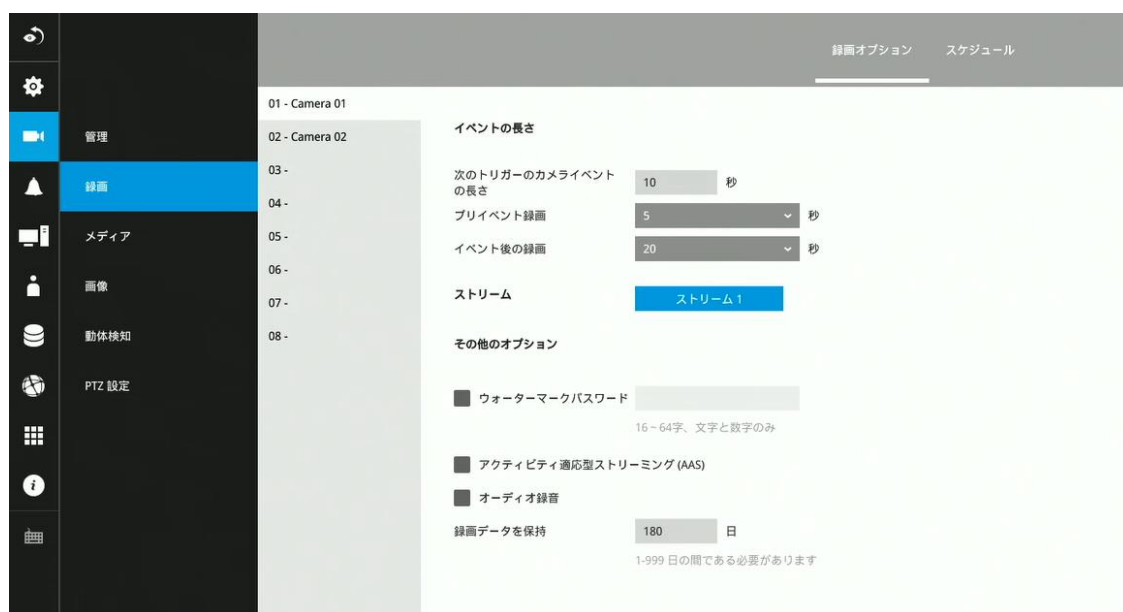 録画オプション スケジュール
管理
録画
メディア
画像
動体検知
PTZ 設定
01 - Camera 01
02 - Camera 02
03 -
04 -
05 -
06 -
07 -
08 -
イベントの長さ
次のトリガーのカメライベント
の長さ
10 秒
プリイベント録画 5 秒
イベント後の録画 20 秒
ストリーム ストリーム 1
その他のオプション
ウォーターマークパスワード
16~64字、文字と数字のみ
アクティビティ適応型ストリーミング (AAS)
オーディオ録音
録画データを保持 180 日
1-999 日の間である必要があります